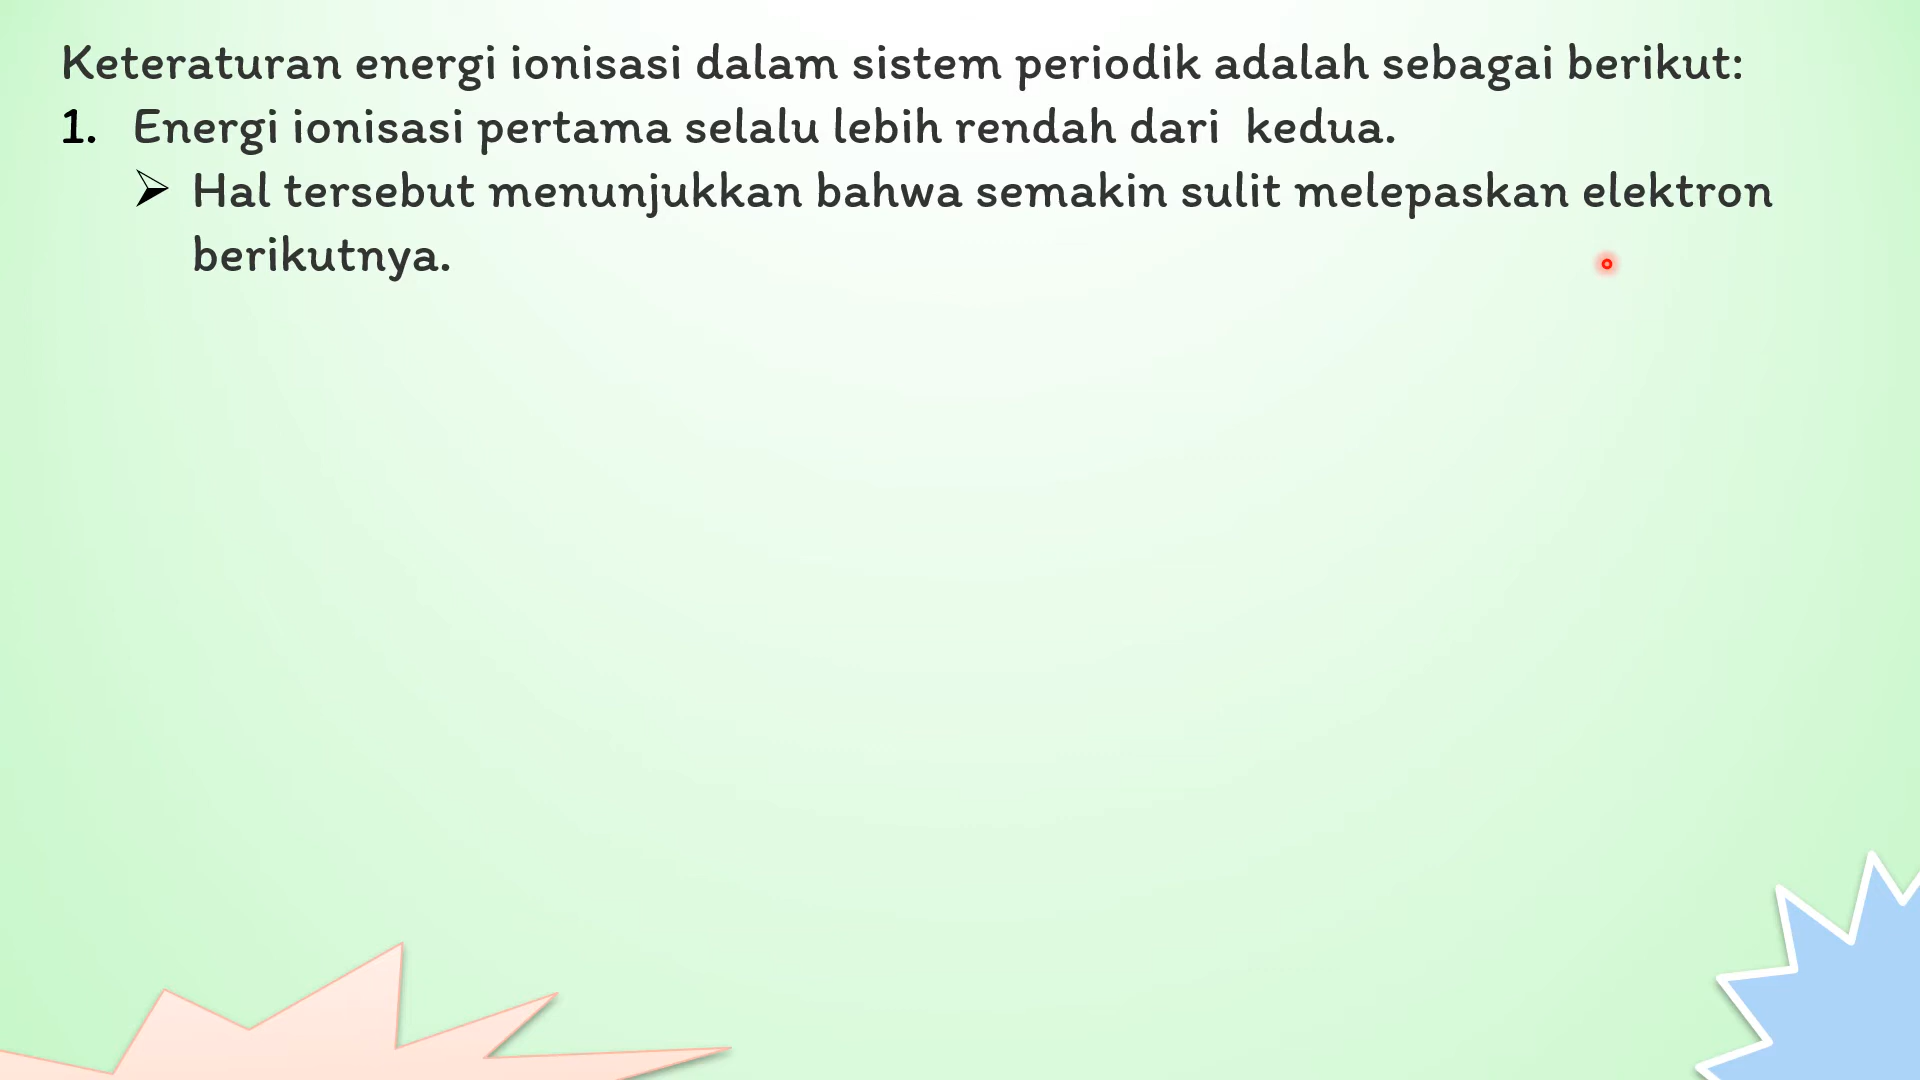 Keteraturan energi ionisasi dalam sistem periodik adalah sebagai berikut:
1. Energi ionisasi pertama selalu lebih rendah dari  kedua.
➢ Hal tersebut menunjukkan bahwa semakin sulit melepaskan elektron
berikutnya.